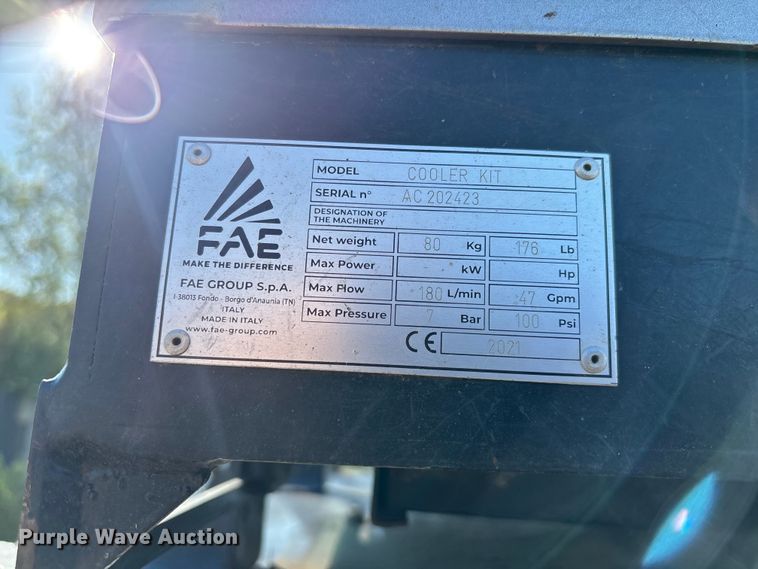 FAE
MAKE THE DIFFERENCE
FAE GROUP S.p.A.
I-38013 Fondo - Borgo d'Anaunia (TN)
ITALY
MADE IN ITALY
www.fae-group.com
MODEL COOLER KIT
SERIAL n° AC 202423
DESIGNATION OF
THE MACHINERY
Net weight 80 Kg 176 Lb
Max Power - kW Hp
Max Flow 180 L/min 47 Gpm
Max Pressure 7 Bar 100 Psi
CE 2021
Purple Wave Auction